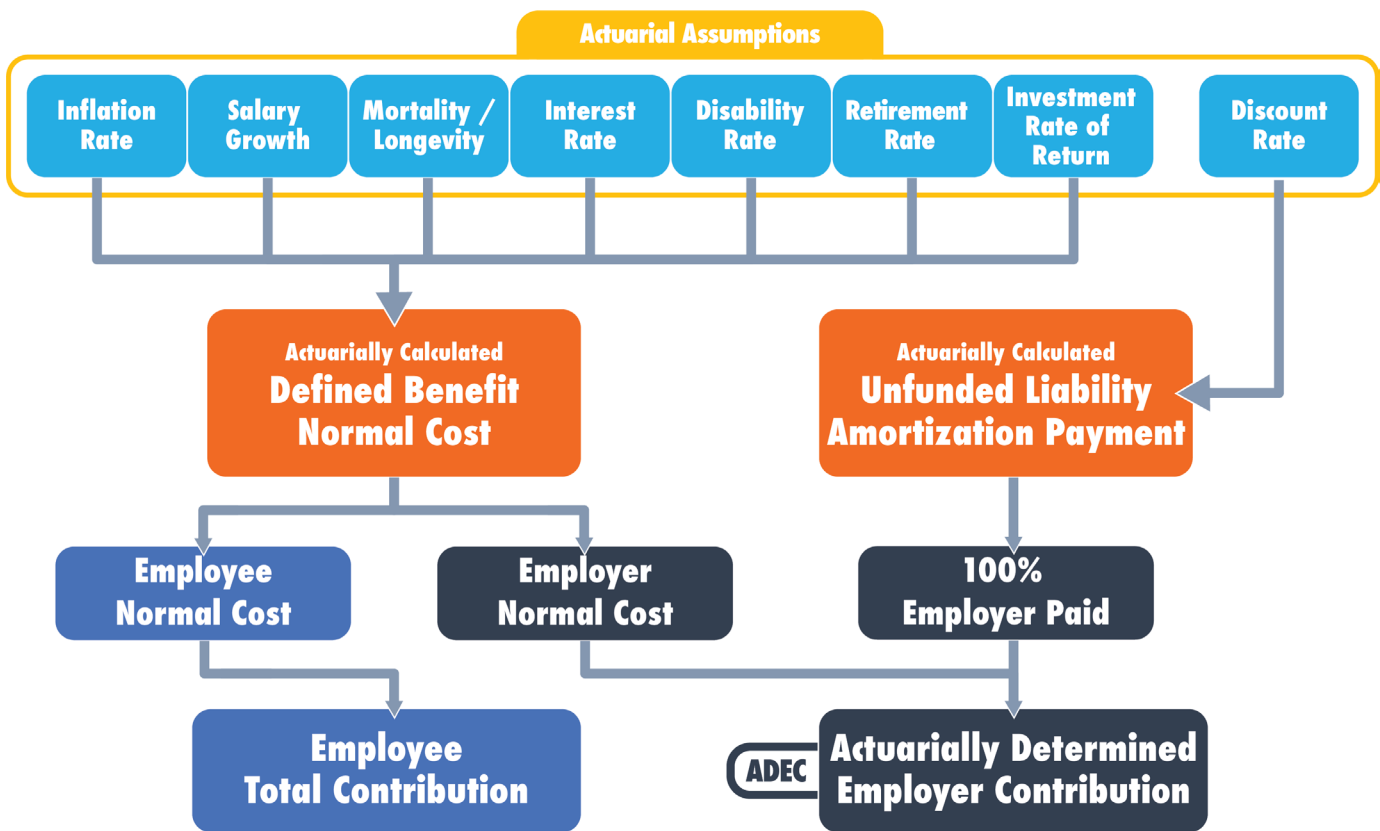 Actuarial Assumptions
Inflation
Rate
Salary
Growth
Mortality /
Longevity
Interest
Rate
Disability
Rate
Retirement
Rate
Investment
Rate of
Return
Discount
Rate
Actuarially Calculated
Defined Benefit
Normal Cost
Actuarially Calculated
Unfunded Liability
Amortization Payment
Employee
Normal Cost
Employer
Normal Cost
100%
Employer Paid
Employee
Total Contribution
ADEC
Actuarially Determined
Employer Contribution